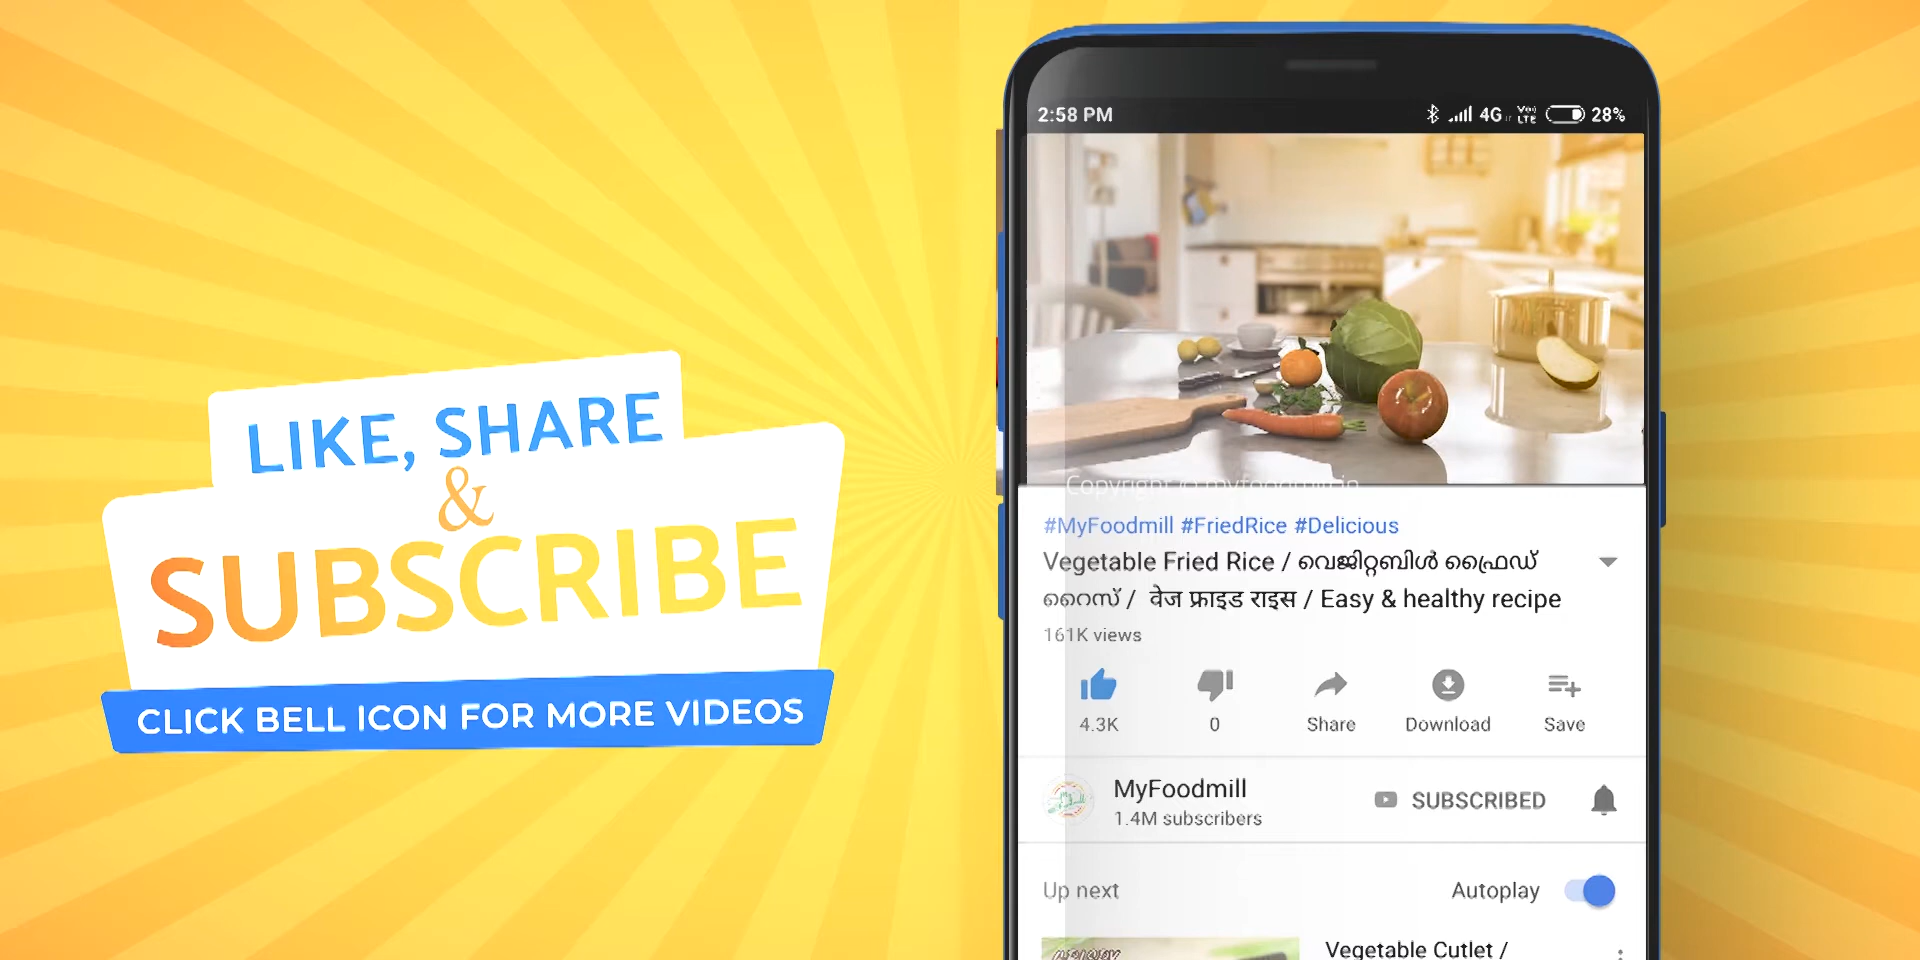 LIKE, SHARE
&
SUBSCRIBE
CLICK BELL ICON FOR MORE VIDEOS
2:58 PM
4G VoLTE 28%
#MyFoodmill #FriedRice #Delicious
Vegetable Fried Rice / വെജിറ്റബിൾ ഫ്രൈഡ്
റൈസ് / वेज फ्राइड राइस / Easy & healthy recipe
161K views
4.3K
0
Share
Download
Save
MyFoodmill
1.4M subscribers
SUBSCRIBED
Up next
Autoplay
Vegetable Cutlet /